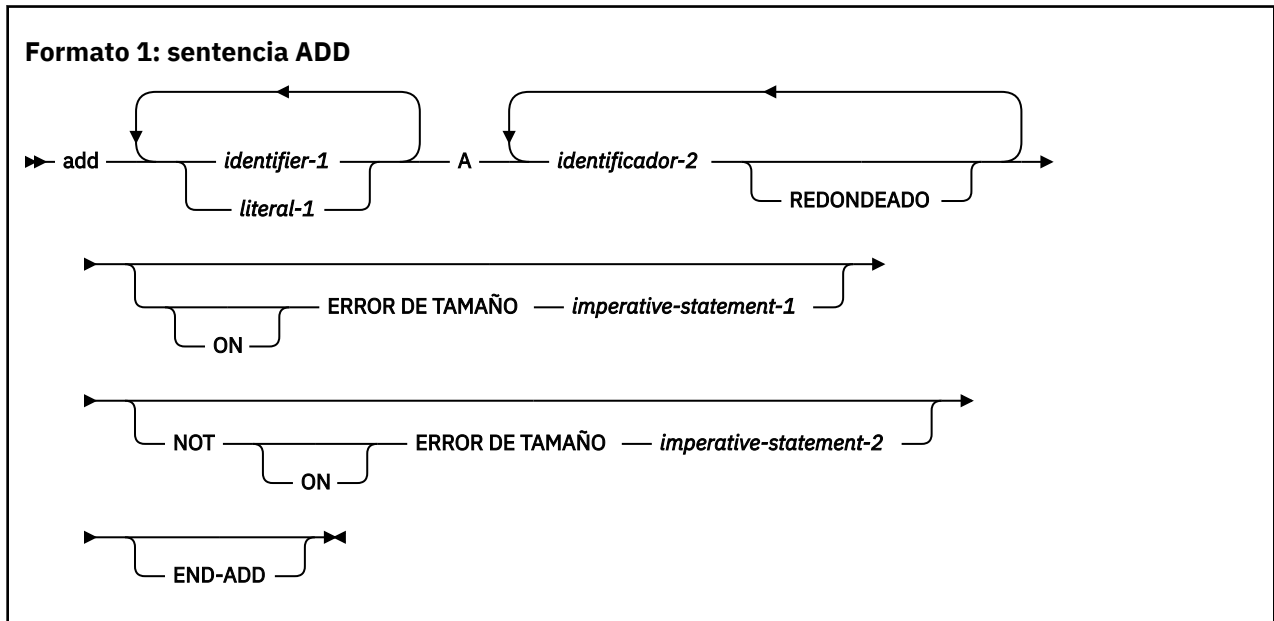 Formato 1: sentencia ADD
add identifier-1 A identificador-2
literal-1 REDONDEADO
ERROR DE TAMAÑO imperative-statement-1
ON
NOT ERROR DE TAMAÑO imperative-statement-2
ON
END-ADD